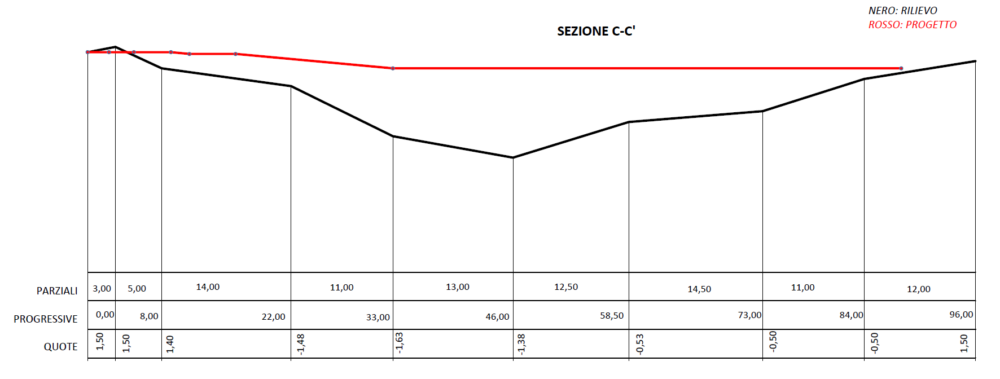 NERO: RILIEVO
ROSSO: PROGETTO
SEZIONE C-C'
PARZIALI 3,00 5,00 14,00 11,00 13,00 12,50 14,50 11,00 12,00
PROGRESSIVE 0,00 8,00 22,00 33,00 46,00 58,50 73,00 84,00 96,00
QUOTE 1,50 1,50 1,40 -1,48 -1,63 -1,38 -0,53 -0,50 -0,50 1,50